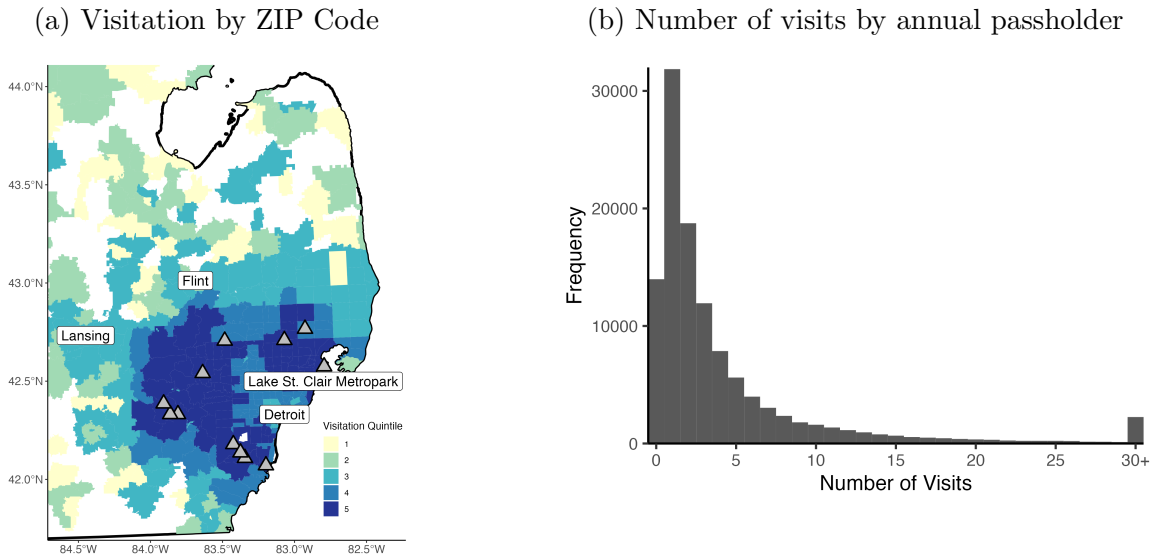 (a) Visitation by ZIP Code
44.0°N
43.5°N
43.0°N
42.5°N
42.0°N
Flint
Lansing
Lake St. Clair Metropark
Detroit
Visitation Quintile
1
2
3
4
5
84.5°W 84.0°W 83.5°W 83.0°W 82.5°W
(b) Number of visits by annual passholder
Frequency
30000
20000
10000
0
0 5 10 15 20 25 30+
Number of Visits